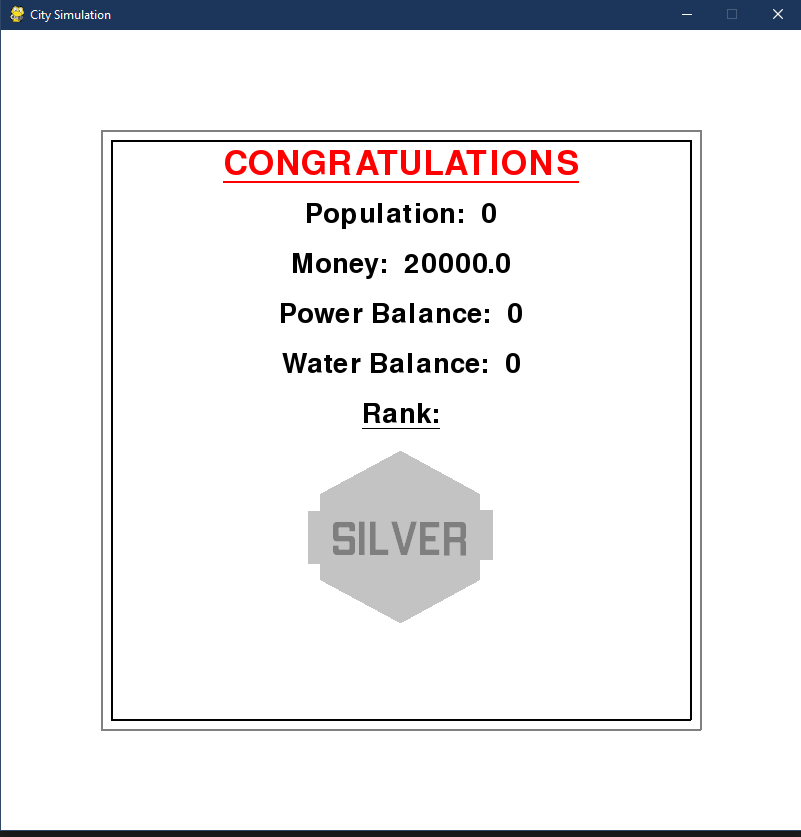 City Simulation
CONGRATULATIONS
Population: 0
Money: 20000.0
Power Balance: 0
Water Balance: 0
Rank:
SILVER